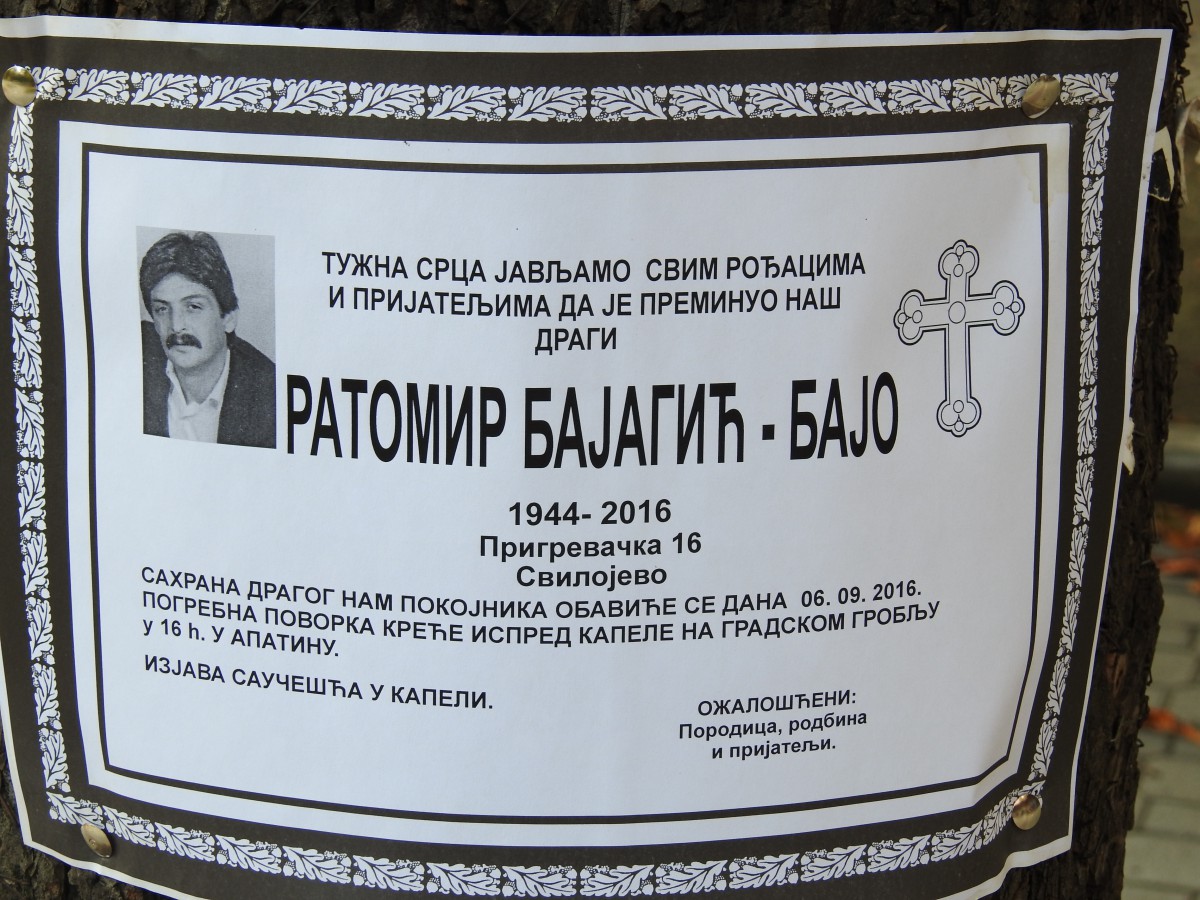 ТУЖНА СРЦА ЈАВЉАМО СВИМ РОЂАЦИМА
И ПРИЈАТЕЉИМА ДА ЈЕ ПРЕМИНУО НАШ
ДРАГИ
РАТОМИР БАЈАГИЋ - БАЈО
1944- 2016
Пригревачка 16
Свилојево
САХРАНА ДРАГОГ НАМ ПОКОЈНИКА ОБАВИЋЕ СЕ ДАНА 06. 09. 2016.
ПОГРЕБНА ПОВОРКА КРЕЋЕ ИСПРЕД КАПЕЛЕ НА ГРАДСКОМ ГРОБЉУ
у 16 h. У АПАТИНУ.
ИЗЈАВА САУЧЕШЋА У КАПЕЛИ.
ОЖАЛОШЋЕНИ:
Породица, родбина
и пријатељи.